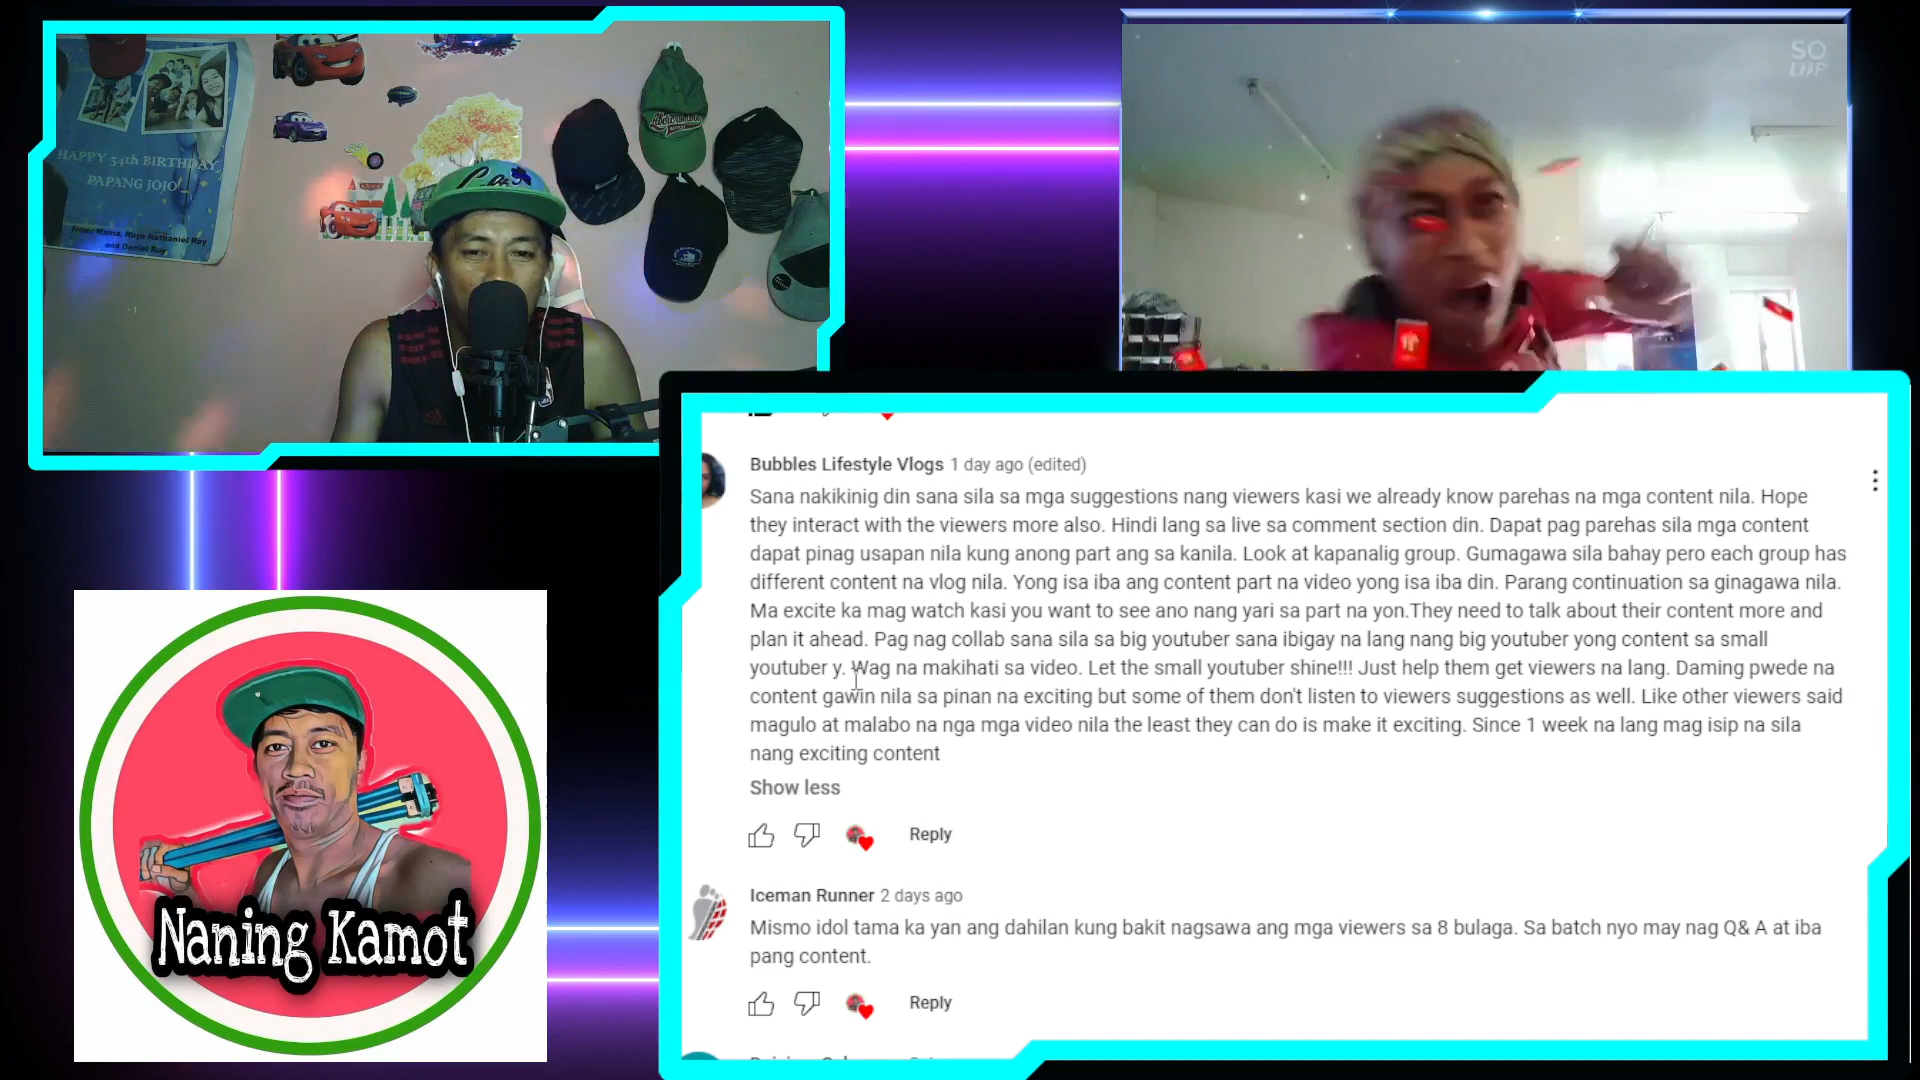 HAPPY 34th BIRTHDAY
PAPANG JOJO!
From: Mama, Kuya Nathaniel Rey
and Daniel Roy
Abercrombie
SO
LIIP
Bubbles Lifestyle Vlogs 1 day ago (edited)
Sana nakikinig din sana sila sa mga suggestions nang viewers kasi we already know parehas na mga content nila. Hope
they interact with the viewers more also. Hindi lang sa live sa comment section din. Dapat pag parehas sila mga content
dapat pinag usapan nila kung anong part ang sa kanila. Look at kapanalig group. Gumagawa sila bahay pero each group has
different content na vlog nila. Yong isa iba ang content part na video yong isa iba din. Parang continuation sa ginagawa nila.
Ma excite ka mag watch kasi you want to see ano nang yari sa part na yon.They need to talk about their content more and
plan it ahead. Pag nag collab sana sila sa big youtuber sana ibigay na lang nang big youtuber yong content sa small
youtuber y. Wag na makihati sa video. Let the small youtuber shine!!! Just help them get viewers na lang. Daming pwede na
content gawin nila sa pinan na exciting but some of them don't listen to viewers suggestions as well. Like other viewers said
magulo at malabo na nga mga video nila the least they can do is make it exciting. Since 1 week na lang mag isip na sila
nang exciting content
Show less
Reply
Iceman Runner 2 days ago
Mismo idol tama ka yan ang dahilan kung bakit nagsawa ang mga viewers sa 8 bulaga. Sa batch nyo may nag Q& A at iba
pang content.
Reply
Naning Kamot